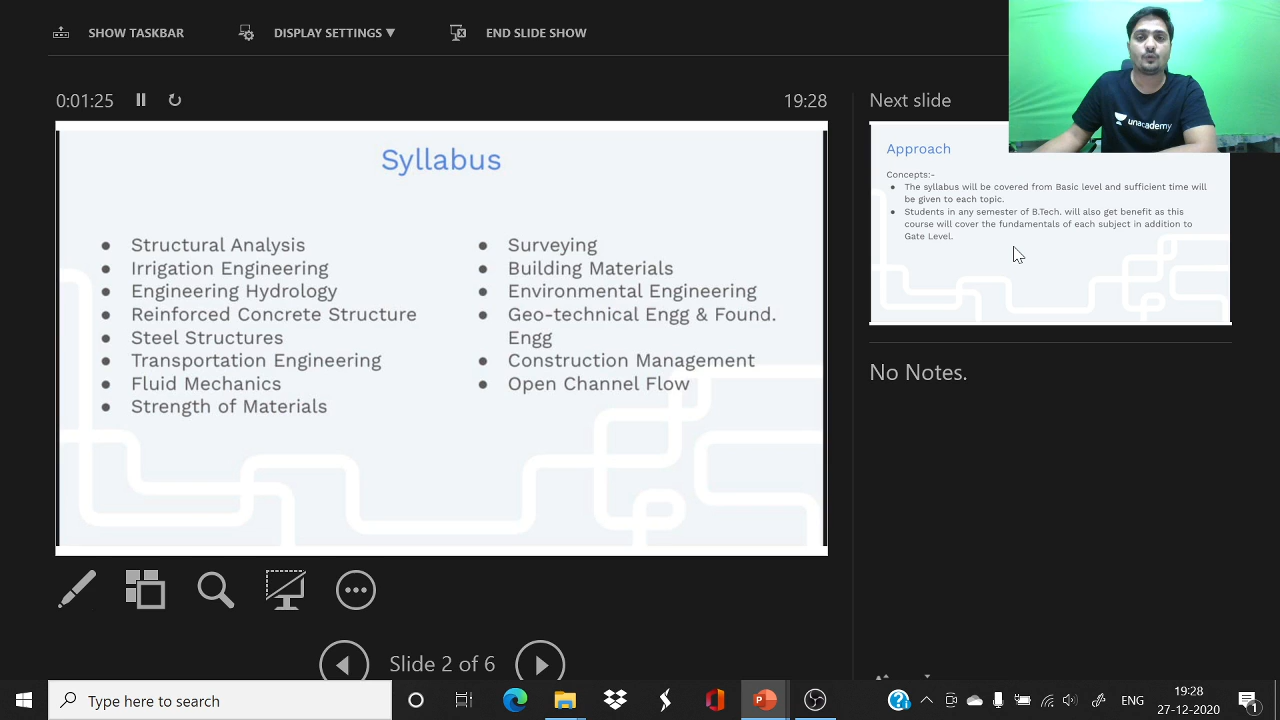 SHOW TASKBAR
DISPLAY SETTINGS ▼
END SLIDE SHOW
0:01:25
19:28
Syllabus
● Structural Analysis
● Irrigation Engineering
● Engineering Hydrology
● Reinforced Concrete Structure
● Steel Structures
● Transportation Engineering
● Fluid Mechanics
● Strength of Materials
● Surveying
● Building Materials
● Environmental Engineering
● Geo-technical Engg & Found.
Engg
● Construction Management
● Open Channel Flow
Slide 2 of 6
unacademy
Next slide
Approach
Concepts:-
● The syllabus will be covered from Basic level and sufficient time will
be given to each topic.
● Students in any semester of B.Tech. will also get benefit as this
course will cover the fundamentals of each subject in addition to
Gate Level.
No Notes.
Type here to search
ENG
19:28
27-12-2020
1